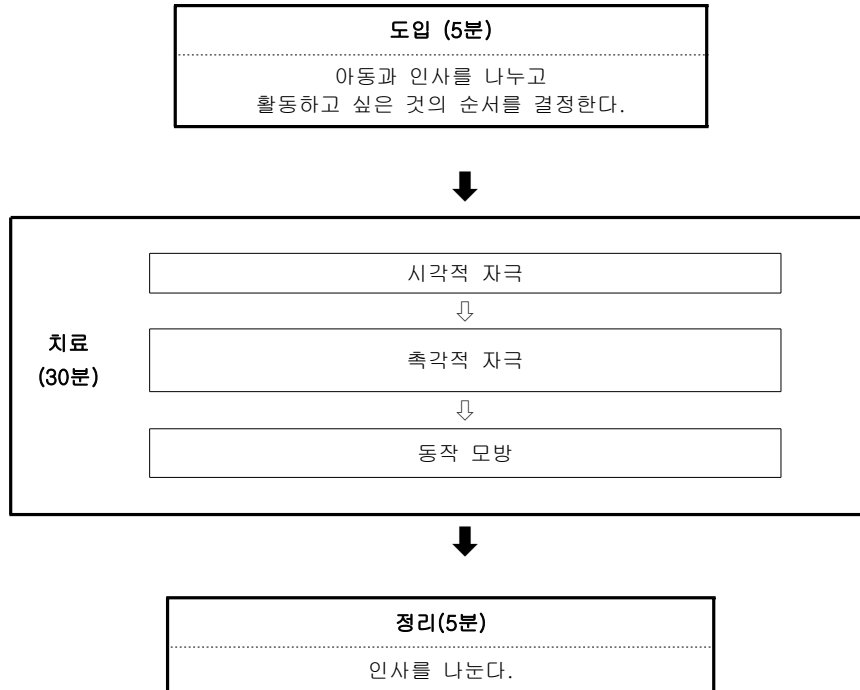 도입 (5분)
아동과 인사를 나누고
활동하고 싶은 것의 순서를 결정한다.
시각적 자극
치료
(30분)
촉각적 자극
동작 모방
정리(5분)
인사를 나눈다.